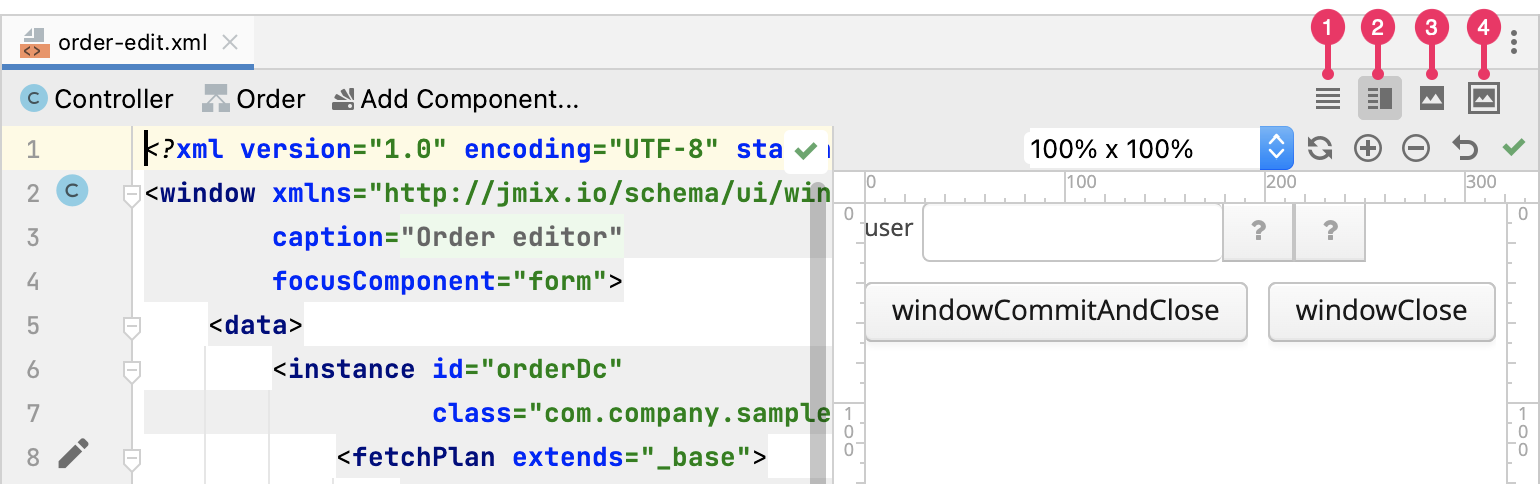 1 2 3 4
order-edit.xml
C Controller Order Add Component...
100% x 100%
1 <?xml version="1.0" encoding="UTF-8" sta
2 C <window xmlns="http://jmix.io/schema/ui/win
3 caption="Order editor"
4 focusComponent="form">
5 <data>
6 <instance id="orderDc"
7 class="com.company.sample
8 <fetchPlan extends="_base">
0 100 200 300
0 0
user ? ?
windowCommitAndClose windowClose
100 100